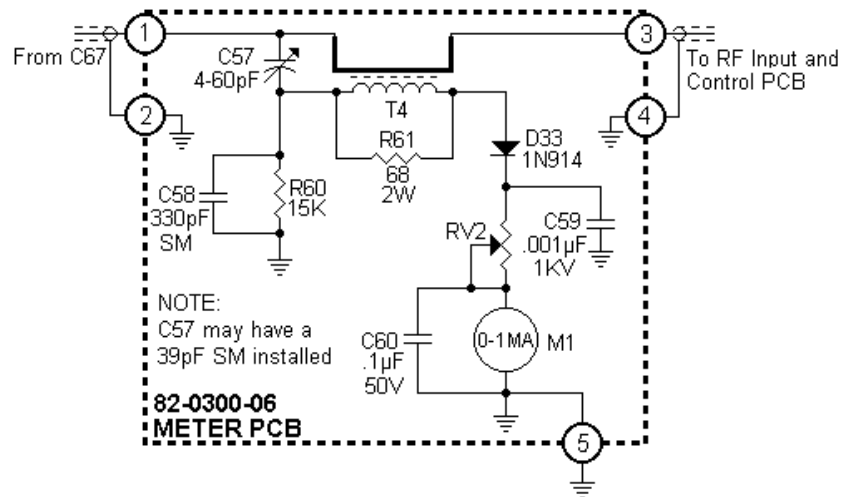 1
3
From C67
C57
4-60pF
To RF Input and
Control PCB
2
4
T4
R61
68
2W
D33
1N914
C58
330pF
SM
R60
15K
RV2
C59
.001µF
1KV
NOTE:
C57 may have a
39pF SM installed
C60
.1µF
50V
0-1MA
M1
82-0300-06
METER PCB
5